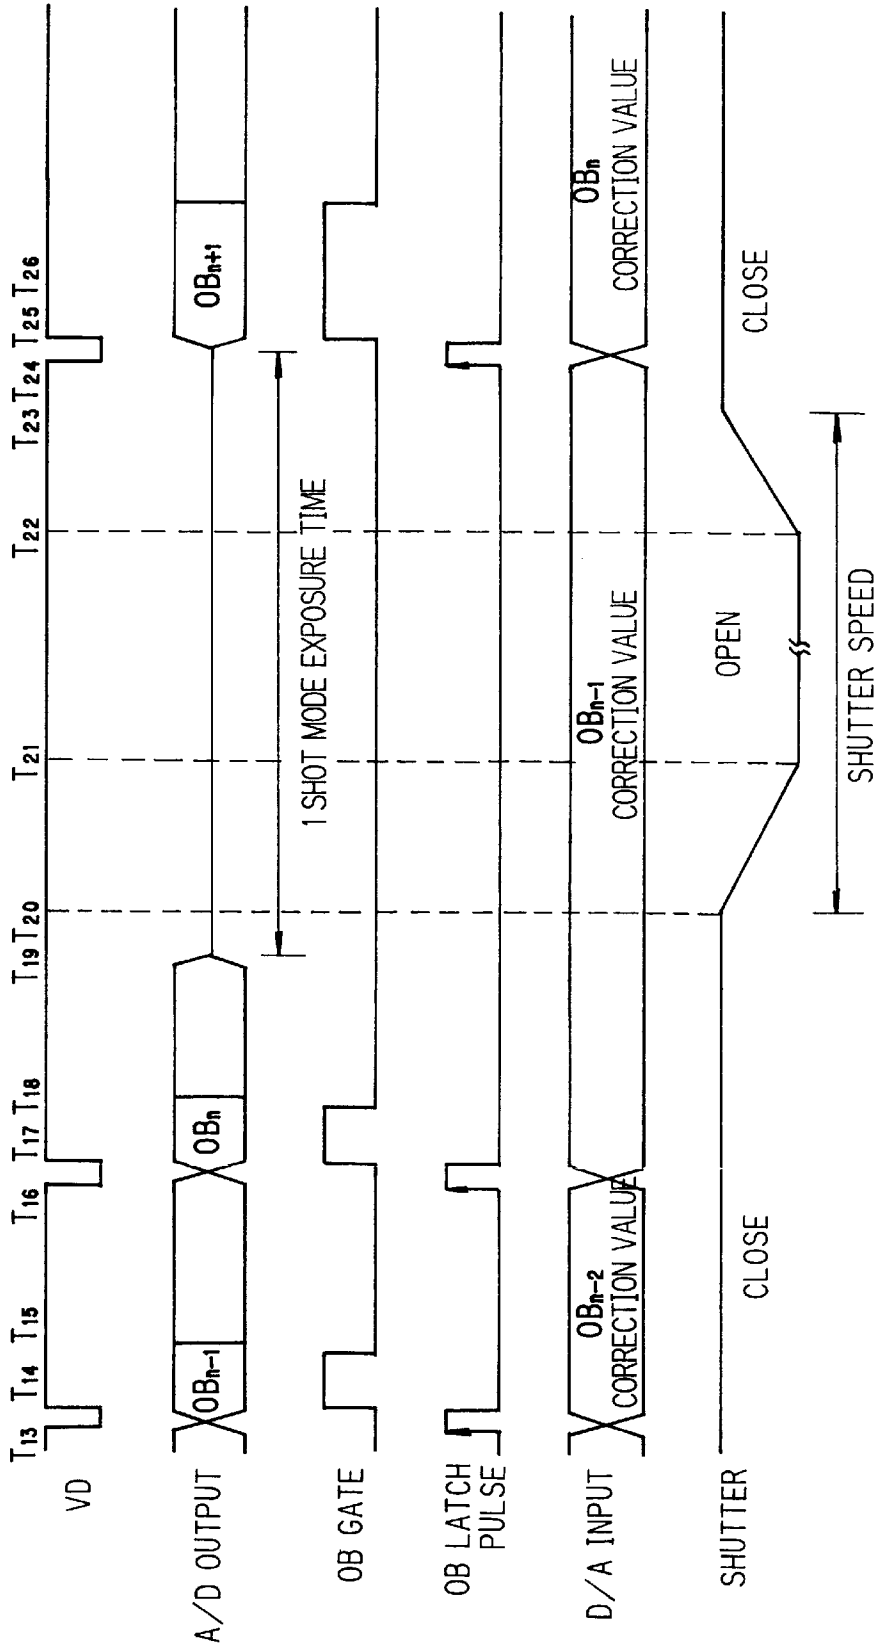 T13 T14 T15 T16 T17 T18 T19 T20 T21 T22 T23 T24 T25 T26
VD
A/D OUTPUT
OBn-1
OBn
OBn+1
1 SHOT MODE EXPOSURE TIME
OB GATE
OB LATCH
PULSE
D/A INPUT
OBn-2
CORRECTION VALUE
OBn-1
CORRECTION VALUE
OBn
CORRECTION VALUE
SHUTTER
CLOSE
OPEN
CLOSE
SHUTTER SPEED